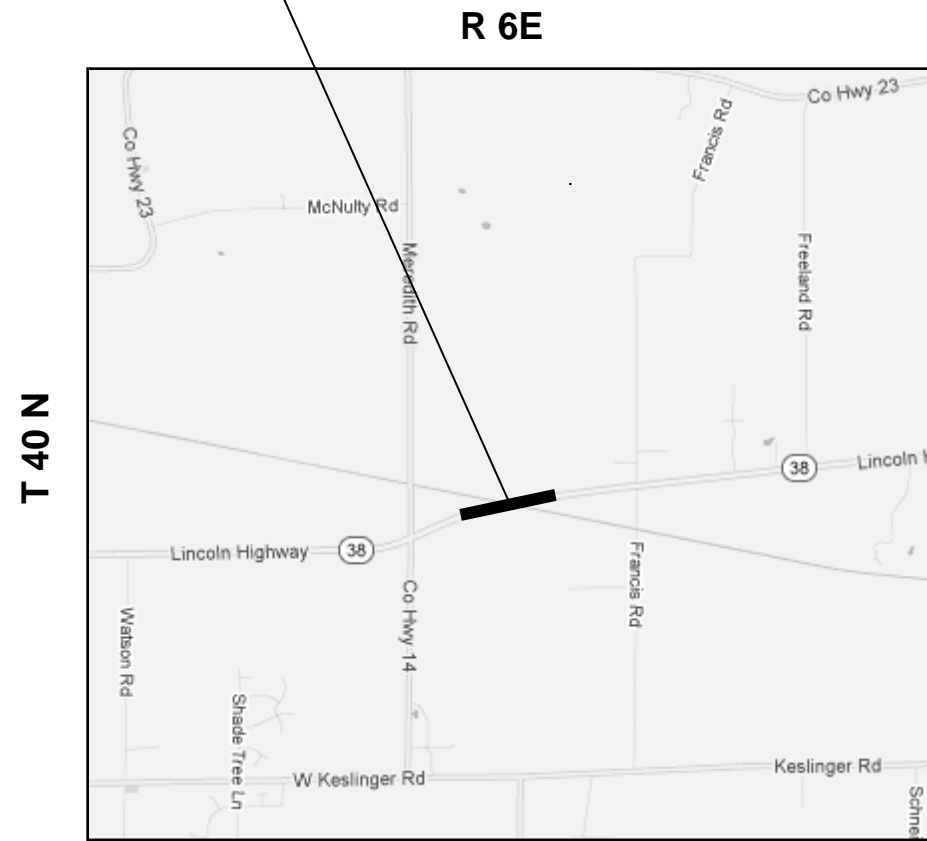 R 6E
Co Hwy 23
Francis Rd
Co Hwy 23
McNulty Rd
Meredith Rd
Freeland Rd
T 40 N
38
Lincoln
Lincoln Highway
38
Francis Rd
Co Hwy 14
Watson Rd
Shade Tree Ln
W Keslinger Rd
Keslinger Rd
Schne